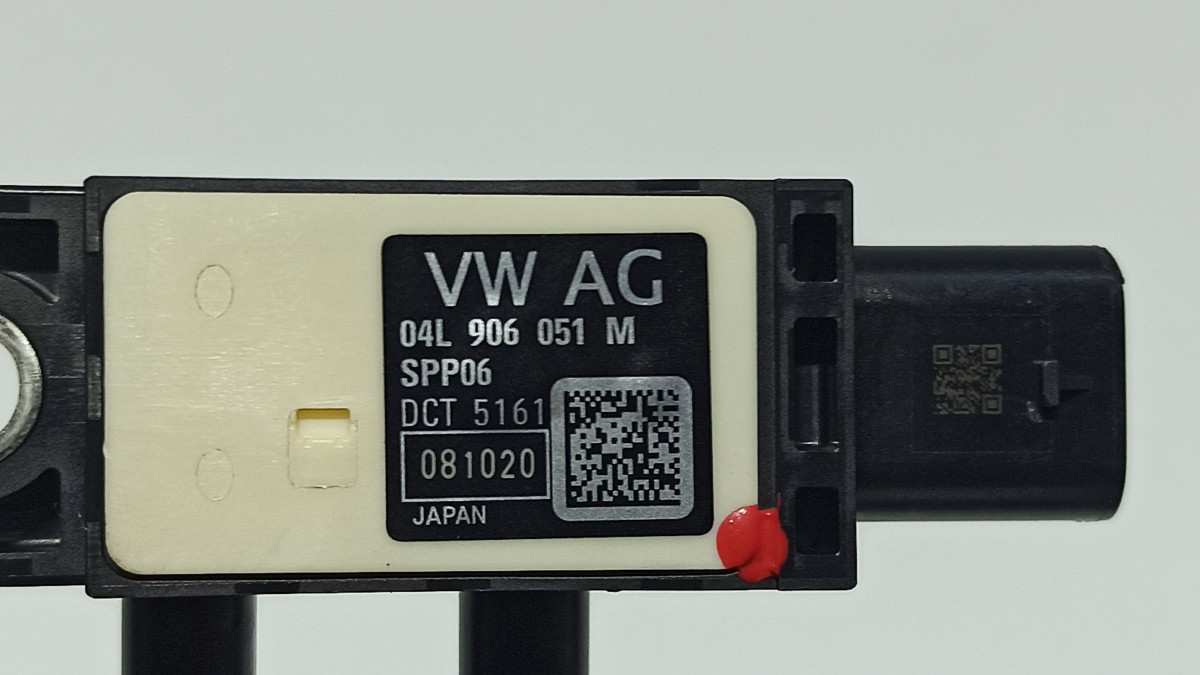 VW AG
04L 906 051 M
SPP06
DCT 5161
081020
JAPAN